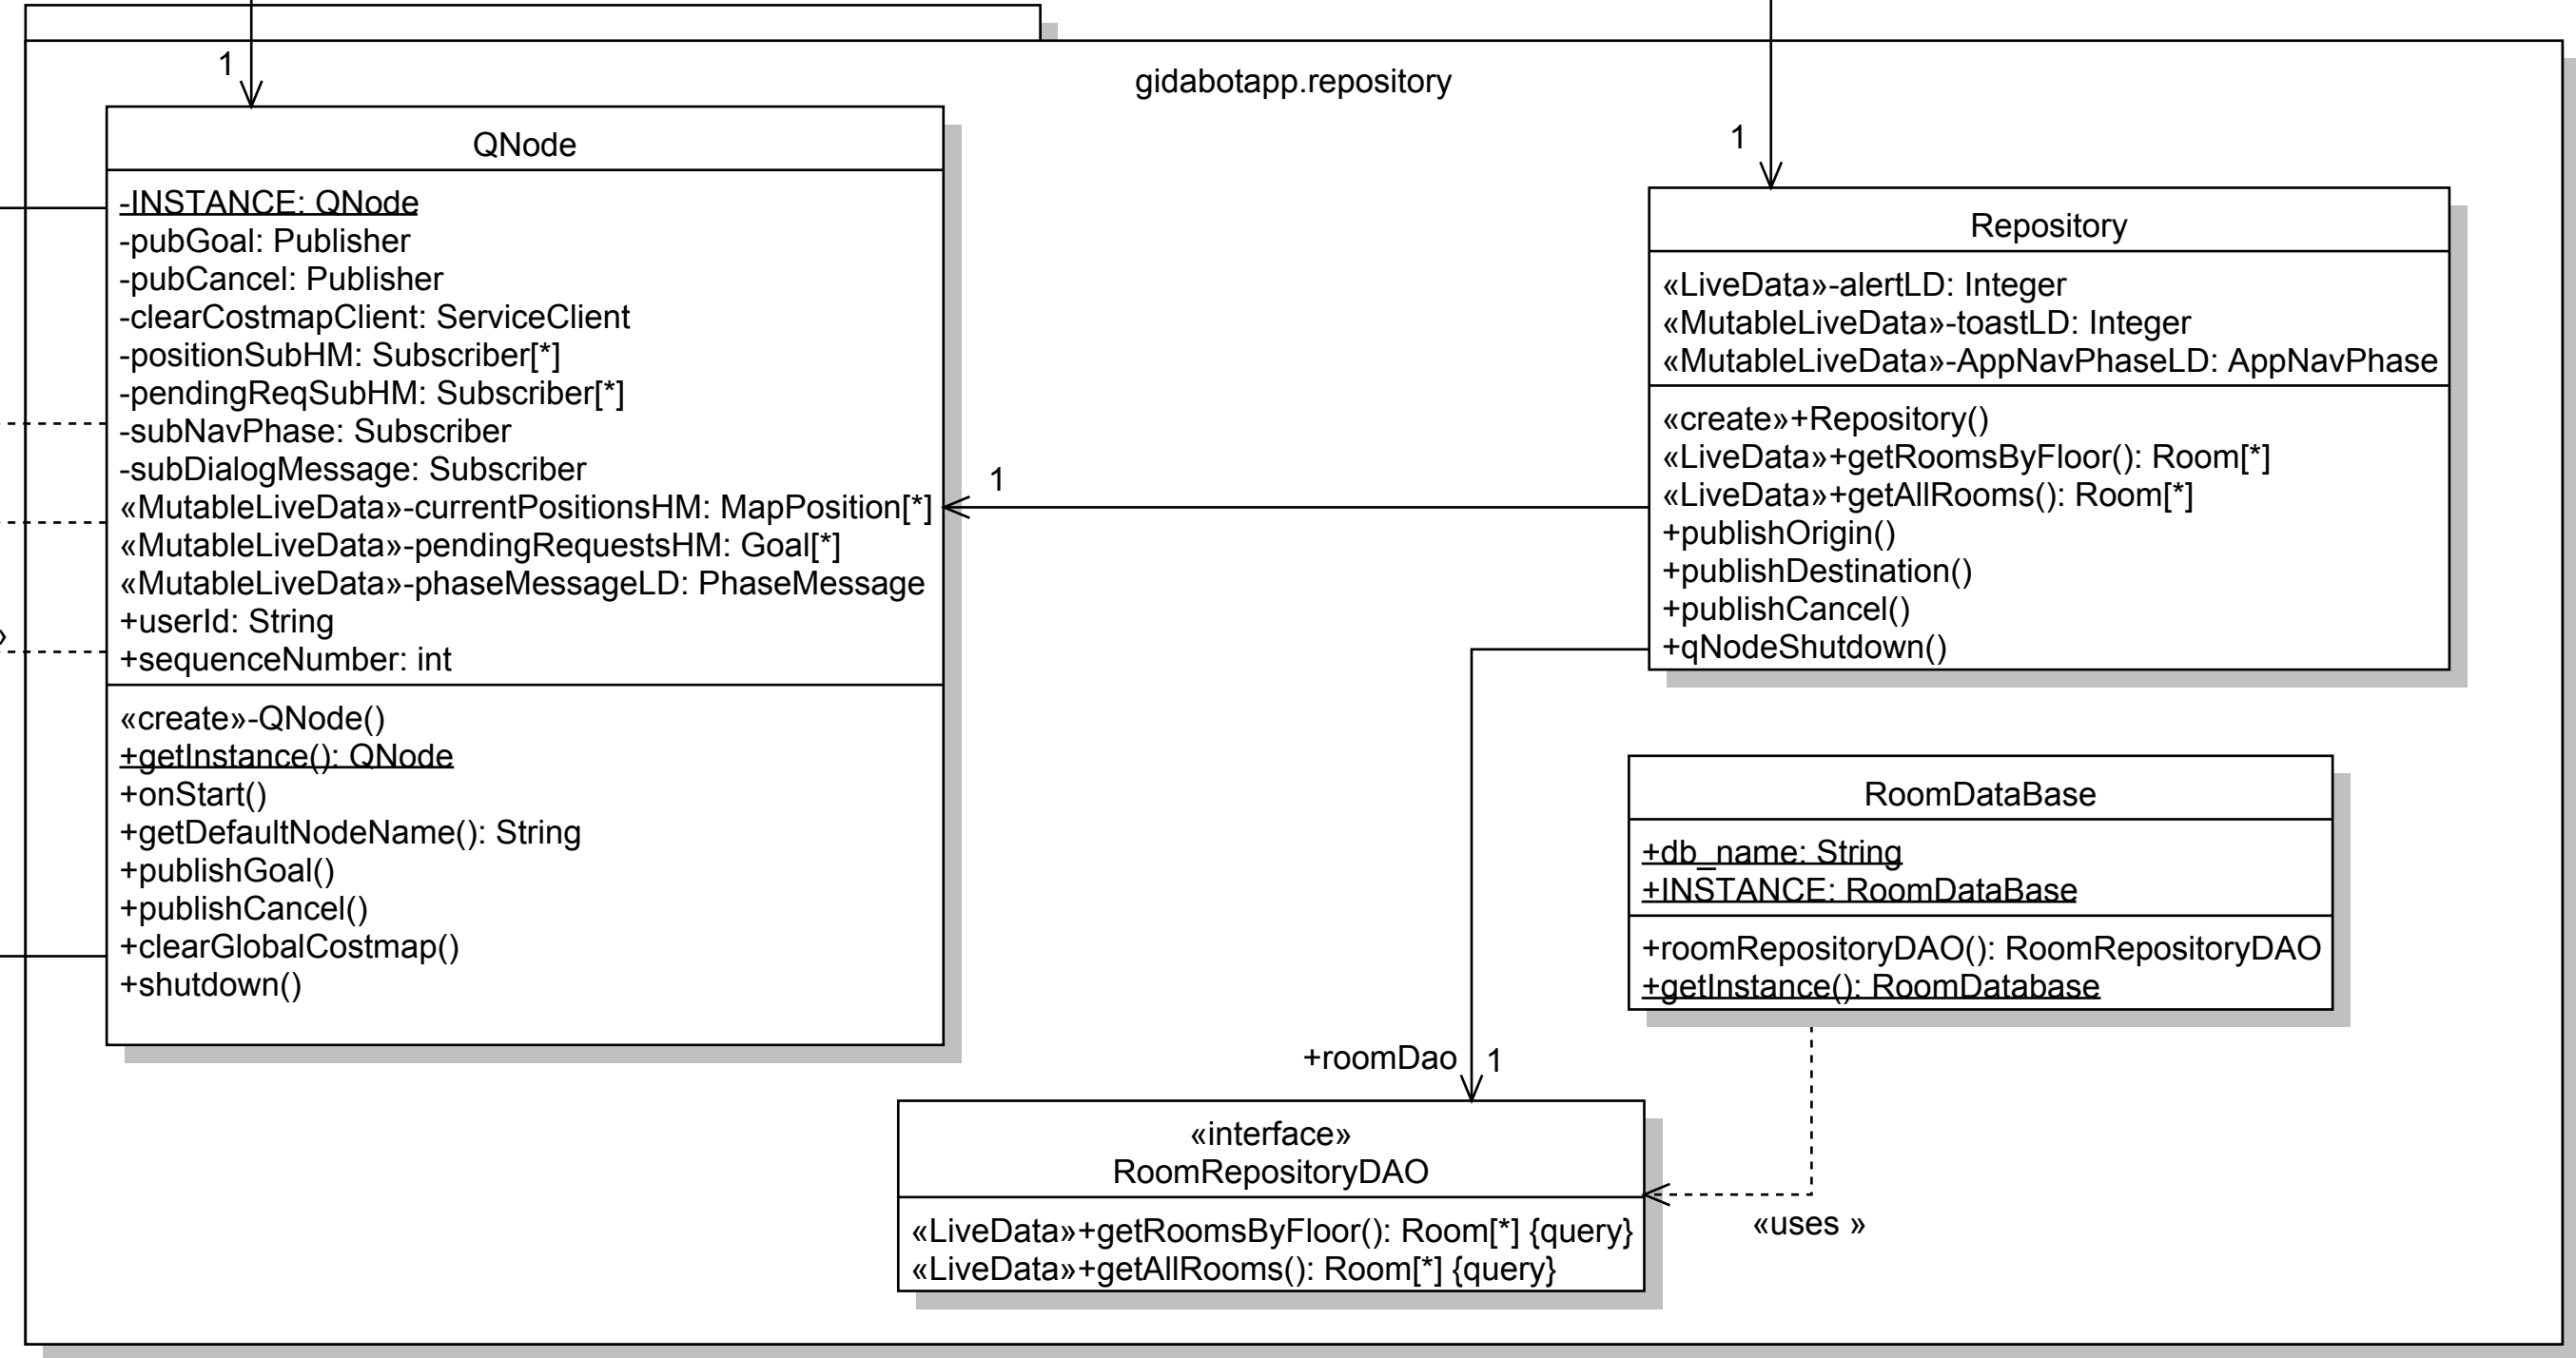 gidabotapp.repository
1
QNode
-INSTANCE: QNode
-pubGoal: Publisher
-pubCancel: Publisher
-clearCostmapClient: ServiceClient
-positionSubHM: Subscriber[*]
-pendingReqSubHM: Subscriber[*]
-subNavPhase: Subscriber
-subDialogMessage: Subscriber
«MutableLiveData»-currentPositionsHM: MapPosition[*]
«MutableLiveData»-pendingRequestsHM: Goal[*]
«MutableLiveData»-phaseMessageLD: PhaseMessage
+userId: String
+sequenceNumber: int
«create»-QNode()
+getInstance(): QNode
+onStart()
+getDefaultNodeName(): String
+publishGoal()
+publishCancel()
+clearGlobalCostmap()
+shutdown()
»
1
1
Repository
«LiveData»-alertLD: Integer
«MutableLiveData»-toastLD: Integer
«MutableLiveData»-AppNavPhaseLD: AppNavPhase
«create»+Repository()
«LiveData»+getRoomsByFloor(): Room[*]
«LiveData»+getAllRooms(): Room[*]
+publishOrigin()
+publishDestination()
+publishCancel()
+qNodeShutdown()
RoomDataBase
+db_name: String
+INSTANCE: RoomDataBase
+roomRepositoryDAO(): RoomRepositoryDAO
+getInstance(): RoomDatabase
+roomDao 1
«interface»
RoomRepositoryDAO
«LiveData»+getRoomsByFloor(): Room[*] {query}
«LiveData»+getAllRooms(): Room[*] {query}
«uses »